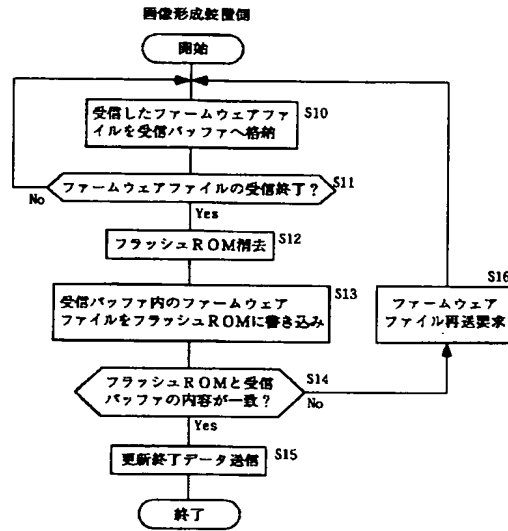 画像形成装置側
開始
受信したファームウェアファ
イルを受信バッファへ格納
S10
ファームウェアファイルの受信終了?
S11
No
Yes
フラッシュROM消去
S12
受信バッファ内のファームウェア
ファイルをフラッシュROMに書き込み
S13
フラッシュROMと受信
バッファの内容が一致?
S14
No
Yes
ファームウェア
ファイル再送要求
S16
更新終了データ送信
S15
終了